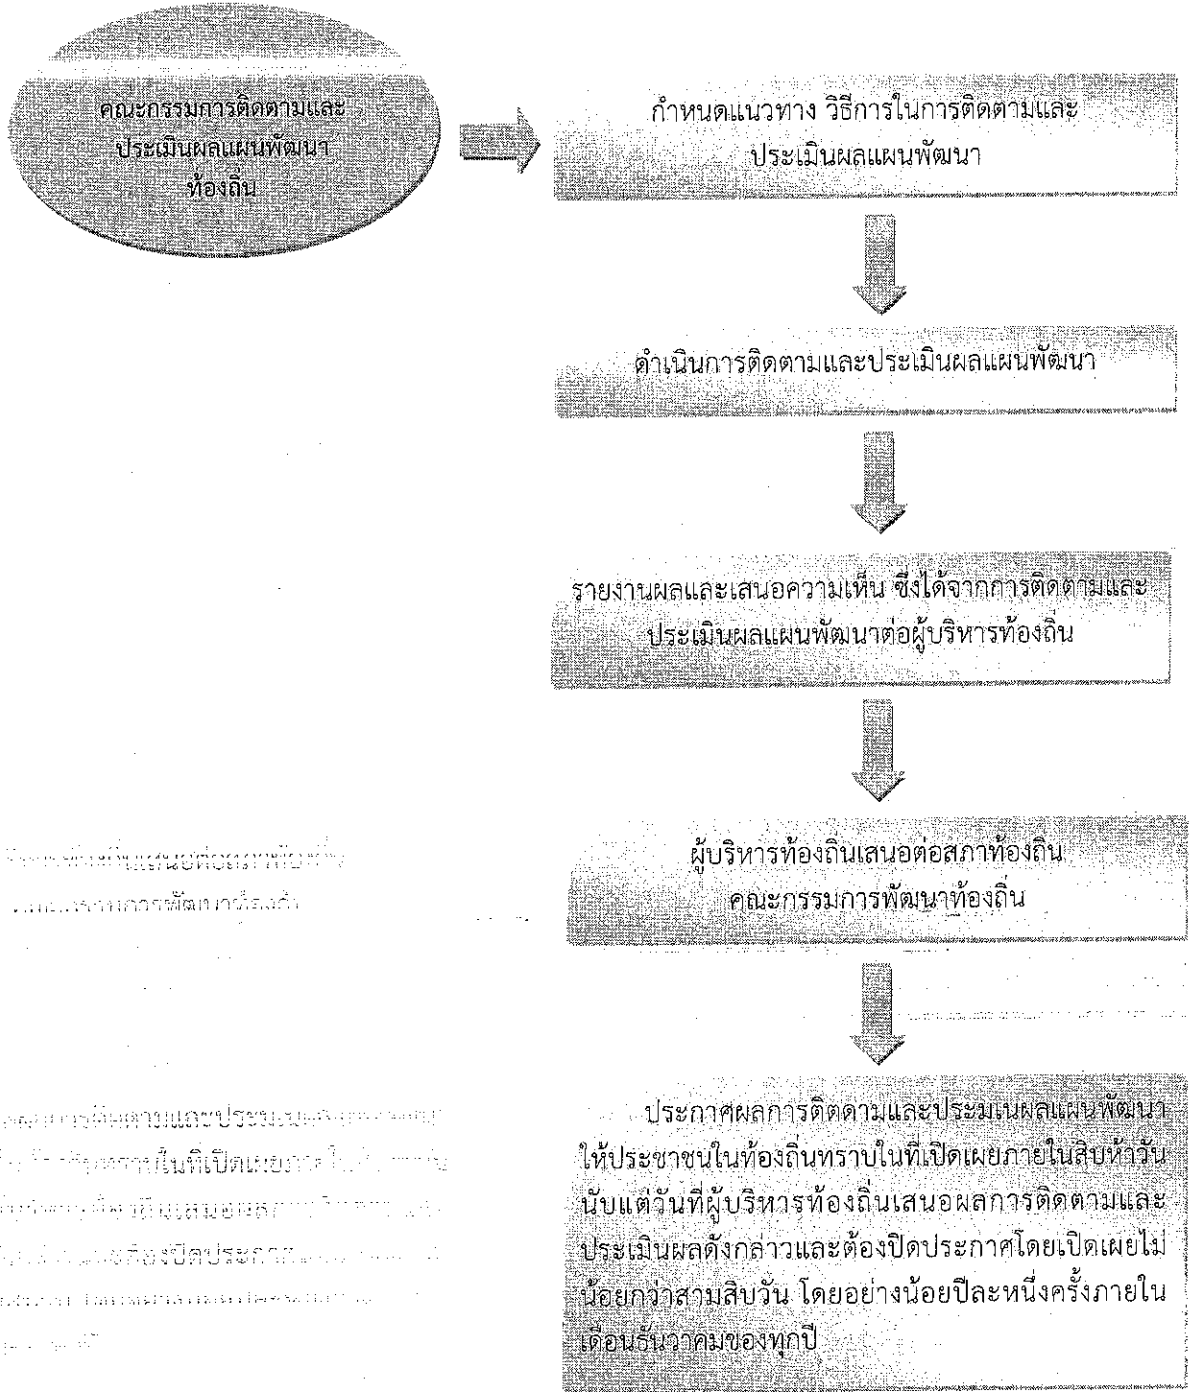 คณะกรรมการติดตามและ
ประเมินผลแผนพัฒนา
ท้องถิ่น
กำหนดแนวทาง วิธีการในการติดตามและ
ประเมินผลแผนพัฒนา
ดำเนินการติดตามและประเมินผลแผนพัฒนา
รายงานผลและเสนอความเห็น ซึ่งได้จากการติดตามและ
ประเมินผลแผนพัฒนาต่อผู้บริหารท้องถิ่น
ผู้บริหารท้องถิ่นเสนอต่อสภาท้องถิ่น
คณะกรรมการพัฒนาท้องถิ่น
ประกาศผลการติดตามและประเมินผลแผนพัฒนา
ให้ประชาชนในท้องถิ่นทราบในที่เปิดเผยภายในสิบห้าวัน
นับแต่วันที่ผู้บริหารท้องถิ่นเสนอผลการติดตามและ
ประเมินผลดังกล่าวและต้องปิดประกาศโดยเปิดเผยไม่
น้อยกว่าสามสิบวัน โดยอย่างน้อยปีละหนึ่งครั้งภายใน
เดือนธันวาคมของทุกปี